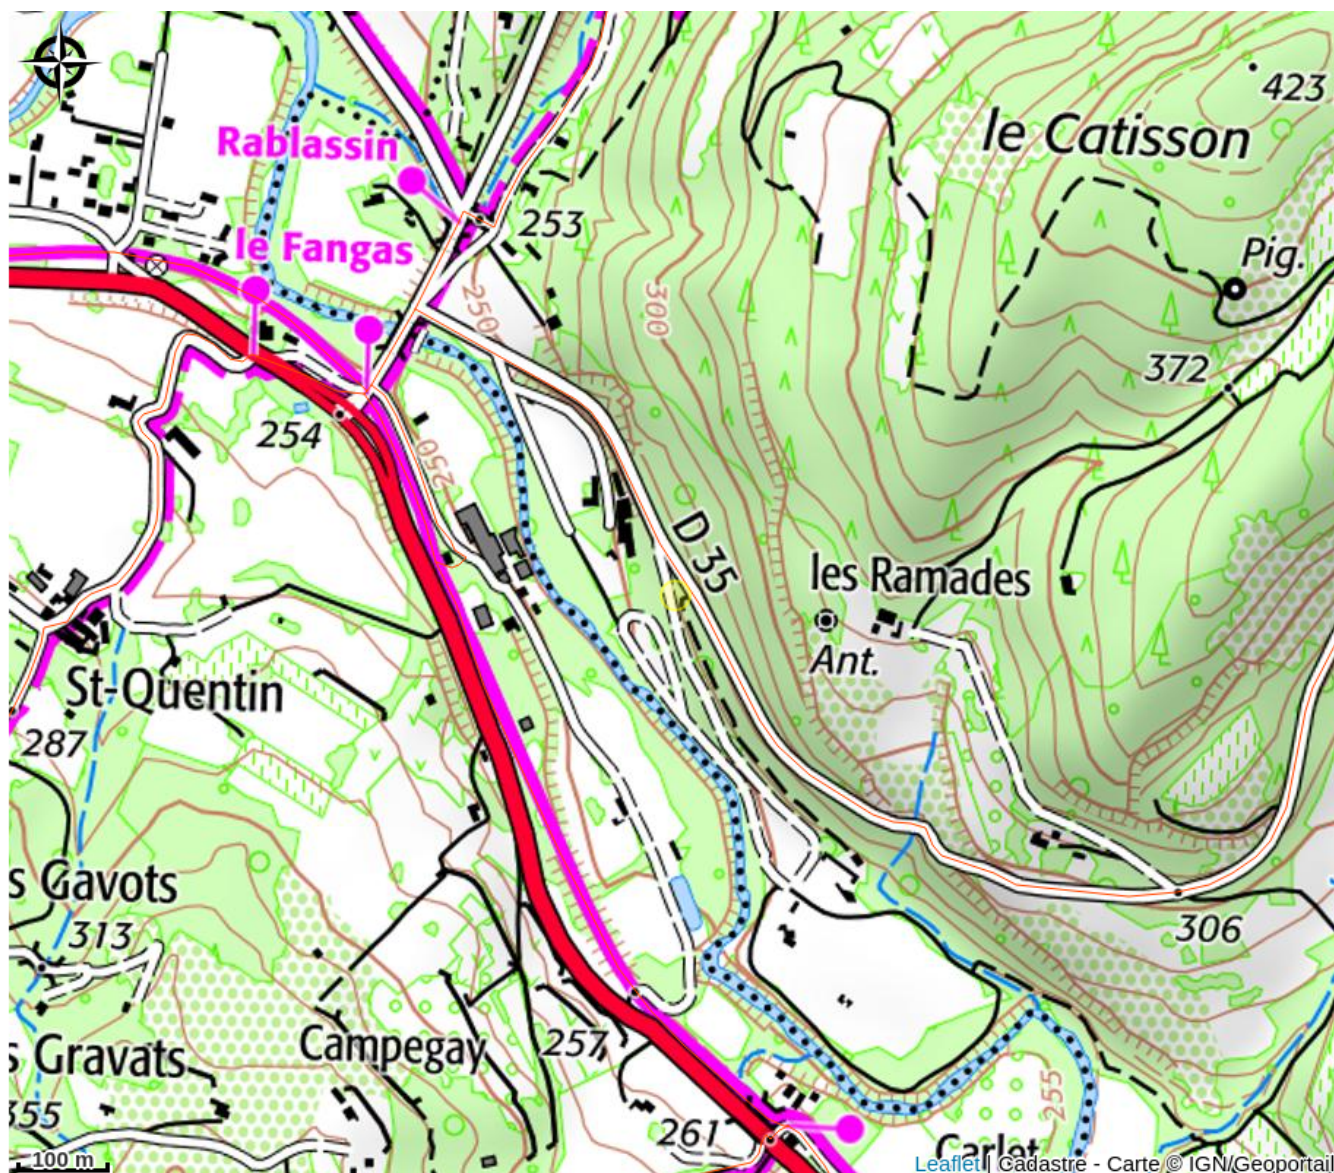 423
le Catisson
Rablassin
253
le Fangas
Pig.
250
300
372
254
250
D 35
les Ramades
Ant.
St-Quentin
287
s Gavots
313
306
Campegay
257
s Gravats
355
255
261
Carlet
100 m
Leaflet | Cadastre - Carte © IGN/Geoportail